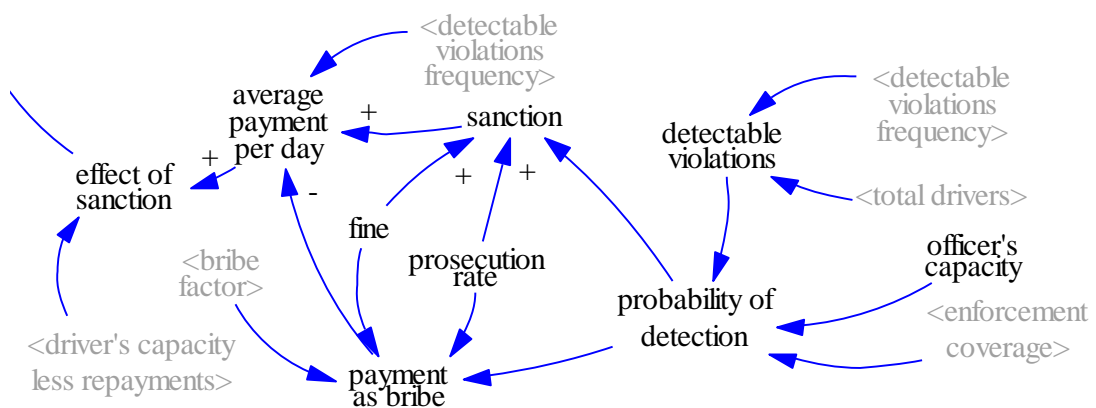 <detectable
violations
frequency>
average
payment
per day
+
sanction
<detectable
violations
frequency>
detectable
violations
+
effect of
sanction
-
+
+
<total drivers>
fine
<bribe
factor>
prosecution
rate
officer's
capacity
probability of
detection
<enforcement
coverage>
<driver's capacity
less repayments>
payment
as bribe